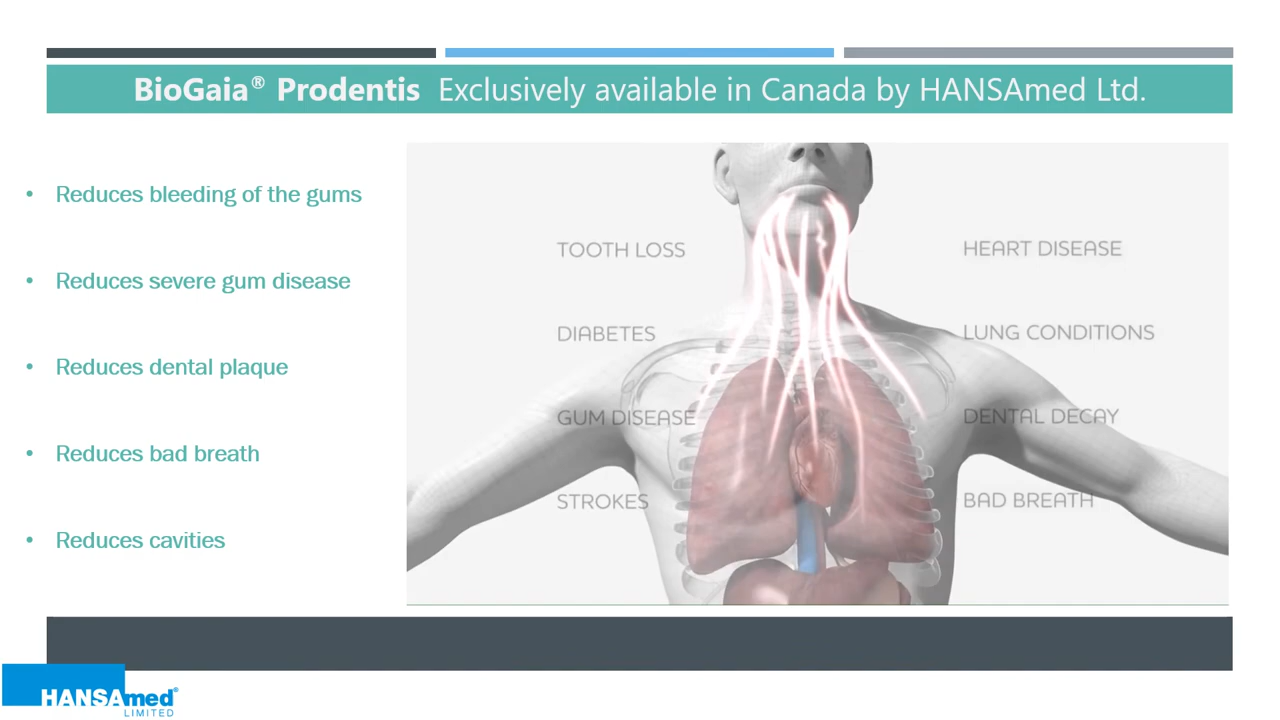 BioGaia® Prodentis Exclusively available in Canada by HANSAmed Ltd.
• Reduces bleeding of the gums
• Reduces severe gum disease
• Reduces dental plaque
• Reduces bad breath
• Reduces cavities
TOOTH LOSS
DIABETES
GUM DISEASE
STROKES
HEART DISEASE
LUNG CONDITIONS
DENTAL DECAY
BAD BREATH
HANSAmed®
LIMITED